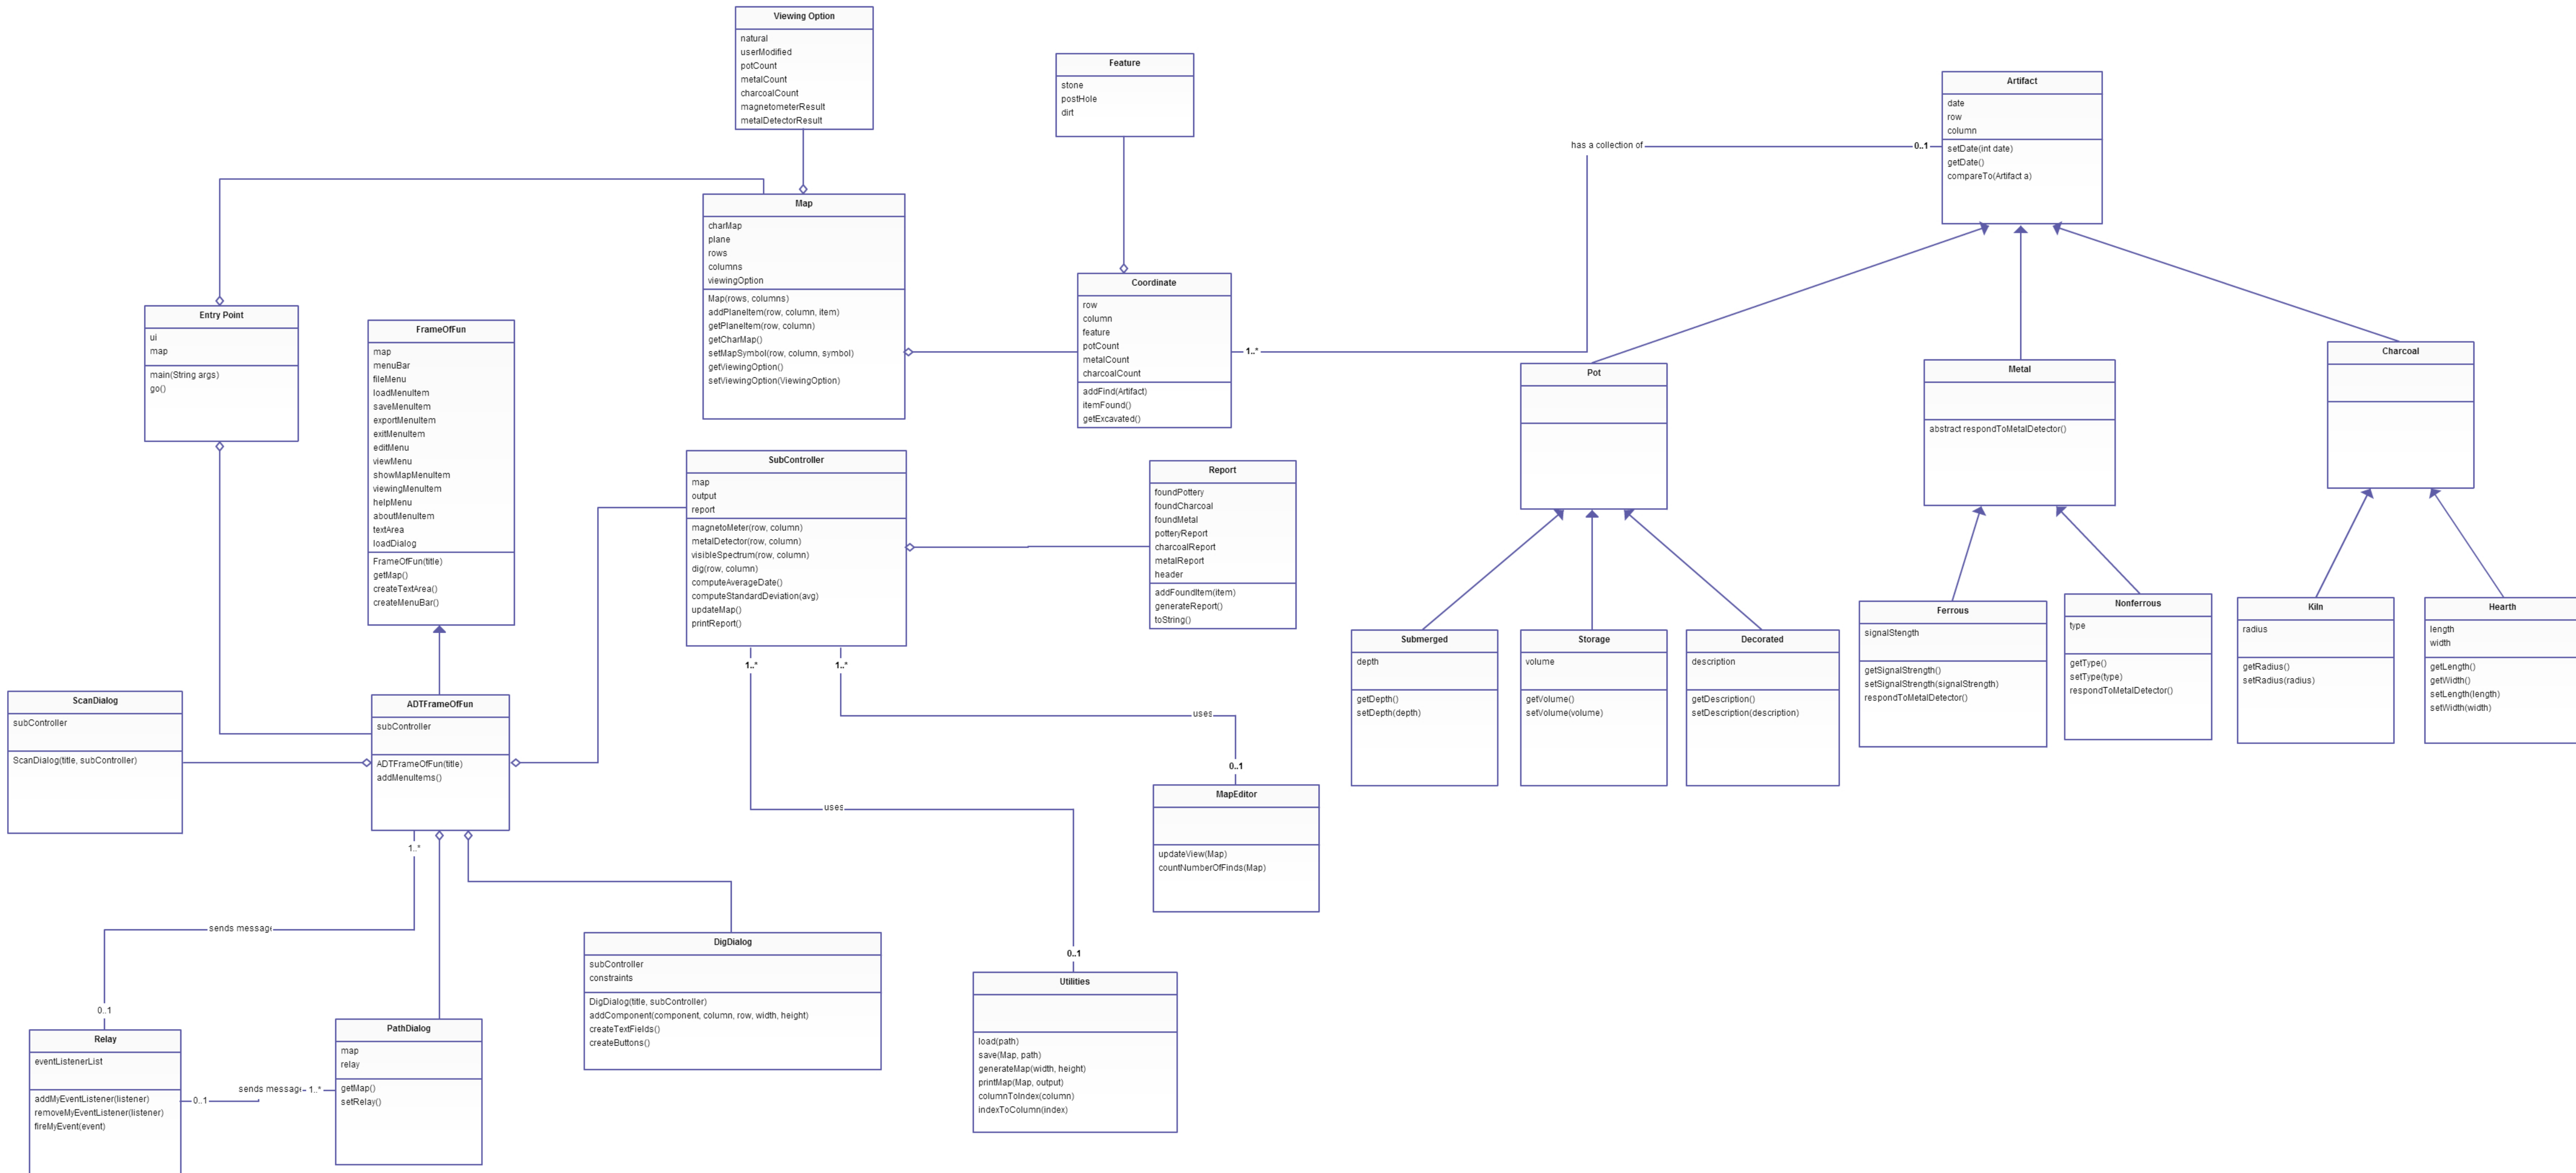 Viewing Option
natural
userModified
potCount
metalCount
charcoalCount
magnetometerResult
metalDetectorResult
Feature
stone
postHole
dirt
Artifact
date
row
column
setDate(int date)
getDate()
compareTo(Artifact a)
has a collection of
0..1
1..*
Map
charMap
plane
rows
columns
viewingOption
Map(rows, columns)
addPlaneItem(row, column, item)
getPlaneItem(row, column)
getCharMap()
setMapSymbol(row, column, symbol)
getViewingOption()
setViewingOption(ViewingOption)
Coordinate
row
column
feature
potCount
metalCount
charcoalCount
addFind(Artifact)
itemFound()
getExcavated()
Entry Point
ui
map
main(String args)
go()
FrameOfFun
map
menuBar
fileMenu
loadMenuItem
saveMenuItem
exportMenuItem
exitMenuItem
editMenu
viewMenu
showMapMenuItem
viewingMenuItem
helpMenu
aboutMenuItem
textArea
loadDialog
FrameOfFun(title)
getMap()
createTextArea()
createMenuBar()
SubController
map
output
report
magnetoMeter(row, column)
metalDetector(row, column)
visibleSpectrum(row, column)
dig(row, column)
computeAverageDate()
computeStandardDeviation(avg)
updateMap()
printReport()
Report
foundPottery
foundCharcoal
foundMetal
potteryReport
charcoalReport
metalReport
header
addFoundItem(item)
generateReport()
toString()
Pot
Metal
abstract respondToMetalDetector()
Charcoal
Submerged
depth
getDepth()
setDepth(depth)
Storage
volume
getVolume()
setVolume(volume)
Decorated
description
getDescription()
setDescription(description)
Ferrous
signalStength
getSignalStrength()
setSignalStrength(signalStrength)
respondToMetalDetector()
Nonferrous
type
getType()
setType(type)
respondToMetalDetector()
Kiln
radius
getRadius()
setRadius(radius)
Hearth
length
width
getLength()
getWidth()
setLength(length)
setWidth(width)
ScanDialog
subController
ScanDialog(title, subController)
ADTFrameOfFun
subController
ADTFrameOfFun(title)
addMenuItems()
1..*
1..*
uses
0..1
uses
0..1
MapEditor
updateView(Map)
countNumberOfFinds(Map)
1..*
sends message
0..1
Relay
eventListenerList
addMyEventListener(listener)
removeMyEventListener(listener)
fireMyEvent(event)
0..1
sends message
1..*
PathDialog
map
relay
getMap()
setRelay()
DigDialog
subController
constraints
DigDialog(title, subController)
addComponent(component, column, row, width, height)
createTextFields()
createButtons()
Utilities
load(path)
save(Map, path)
generateMap(width, height)
printMap(Map, output)
columnToIndex(column)
indexToColumn(index)